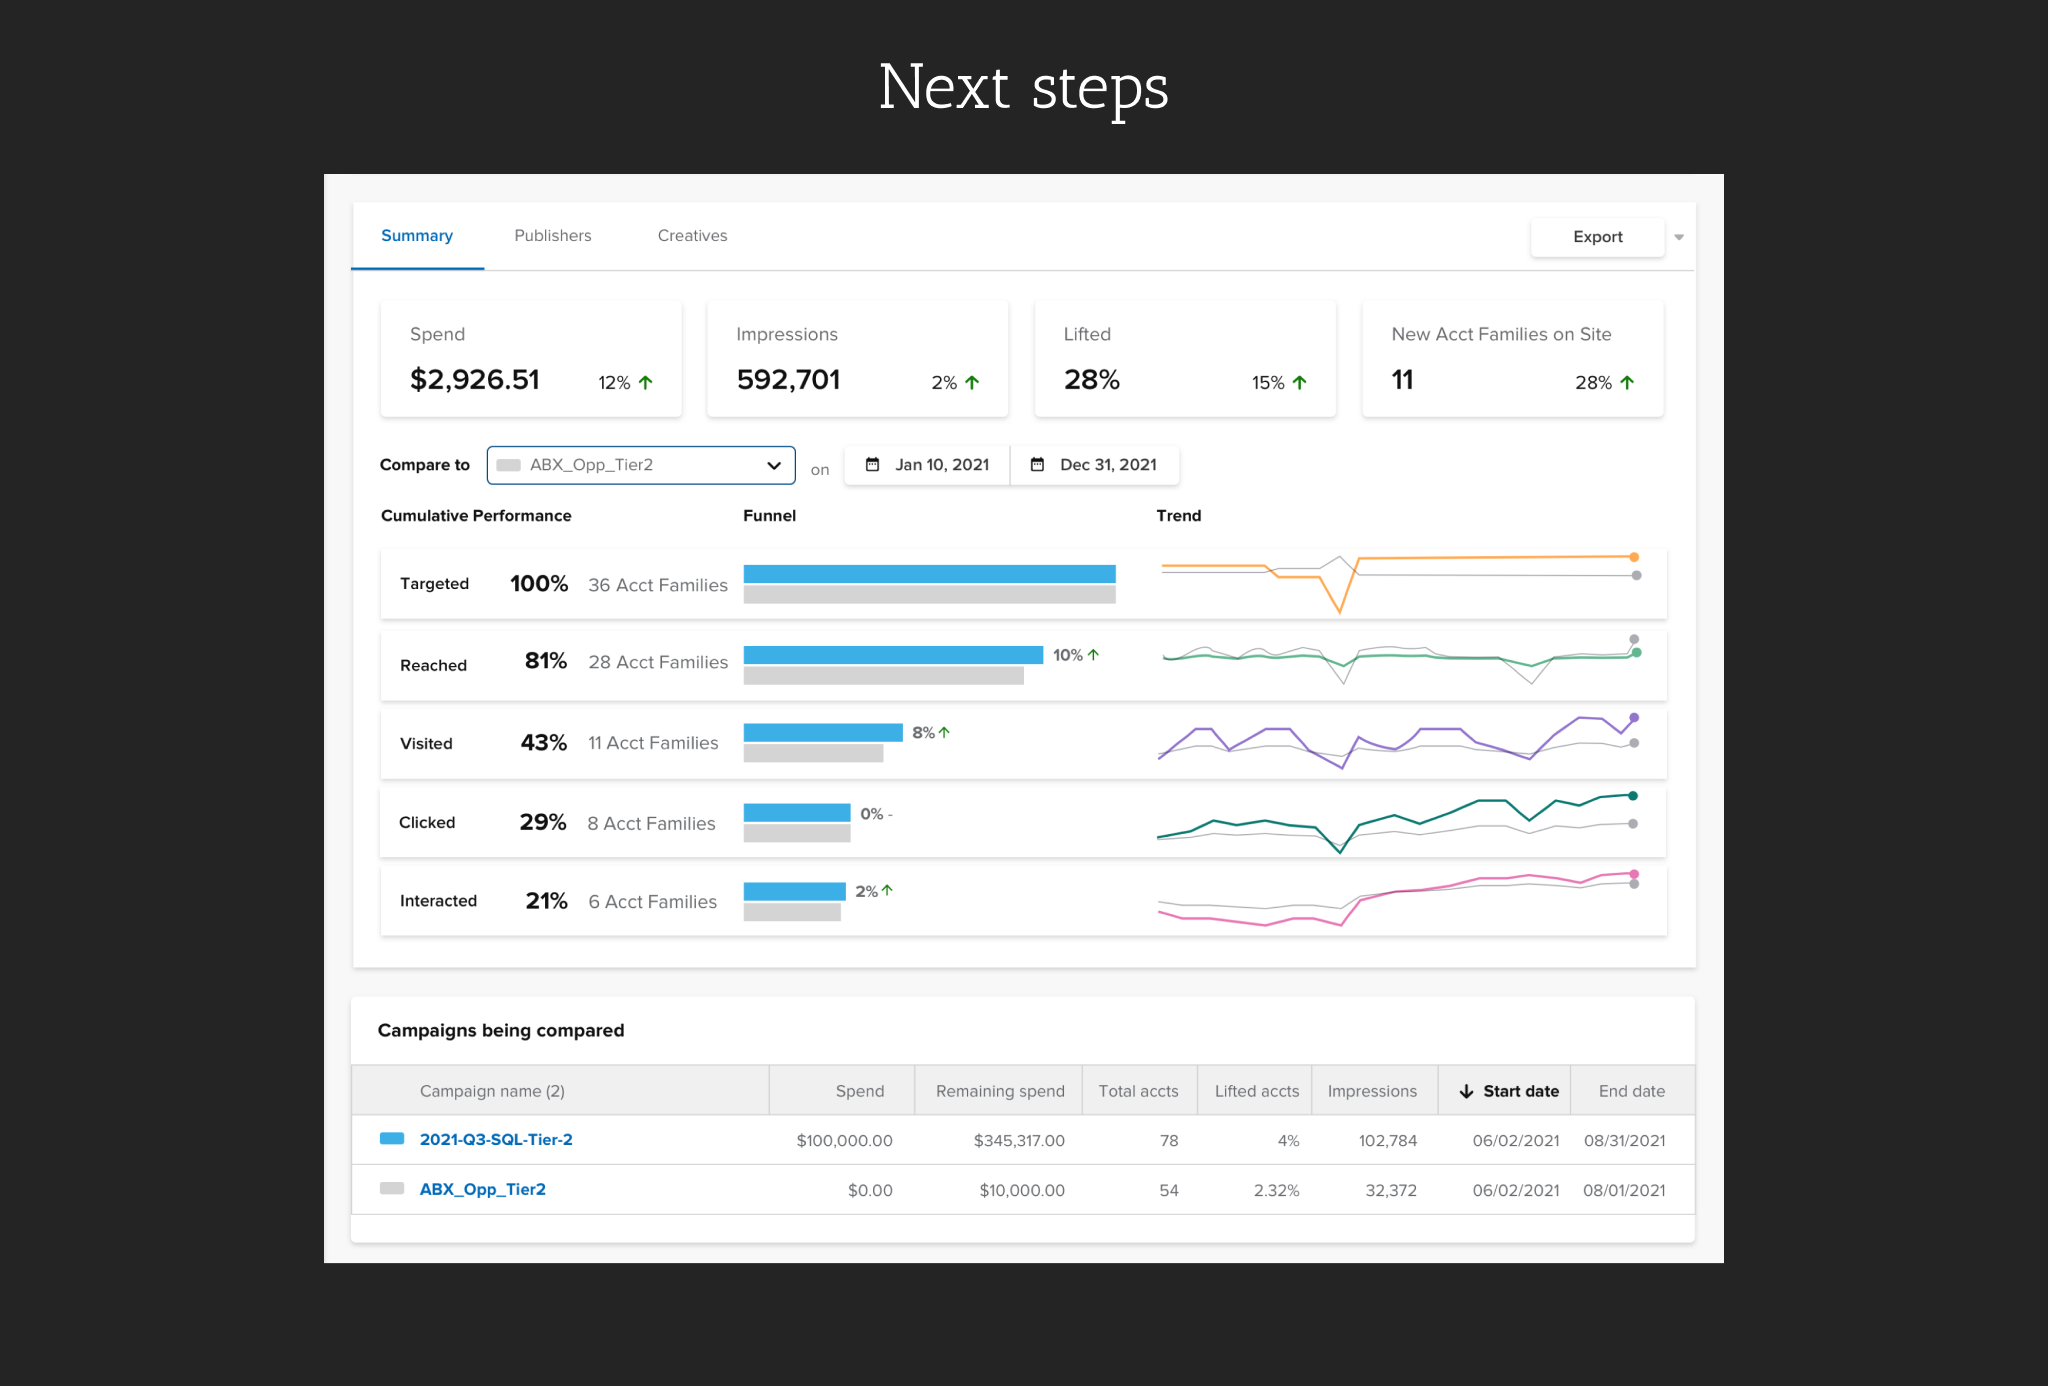 Next steps
Summary Publishers Creatives Export
Spend Impressions Lifted New Acct Families on Site
$2,926.51 12% 592,701 2% 28% 15% 11 28%
Compare to ABX_Opp_Tier2 on Jan 10, 2021 Dec 31, 2021
Cumulative Performance Funnel Trend
Targeted 100% 36 Acct Families
Reached 81% 28 Acct Families 10%
Visited 43% 11 Acct Families 8%
Clicked 29% 8 Acct Families 0% -
Interacted 21% 6 Acct Families 2%
Campaigns being compared
Campaign name (2) Spend Remaining spend Total accts Lifted accts Impressions Start date End date
2021-Q3-SQL-Tier-2 $100,000.00 $345,317.00 78 4% 102,784 06/02/2021 08/31/2021
ABX_Opp_Tier2 $0.00 $10,000.00 54 2.32% 32,372 06/02/2021 08/01/2021